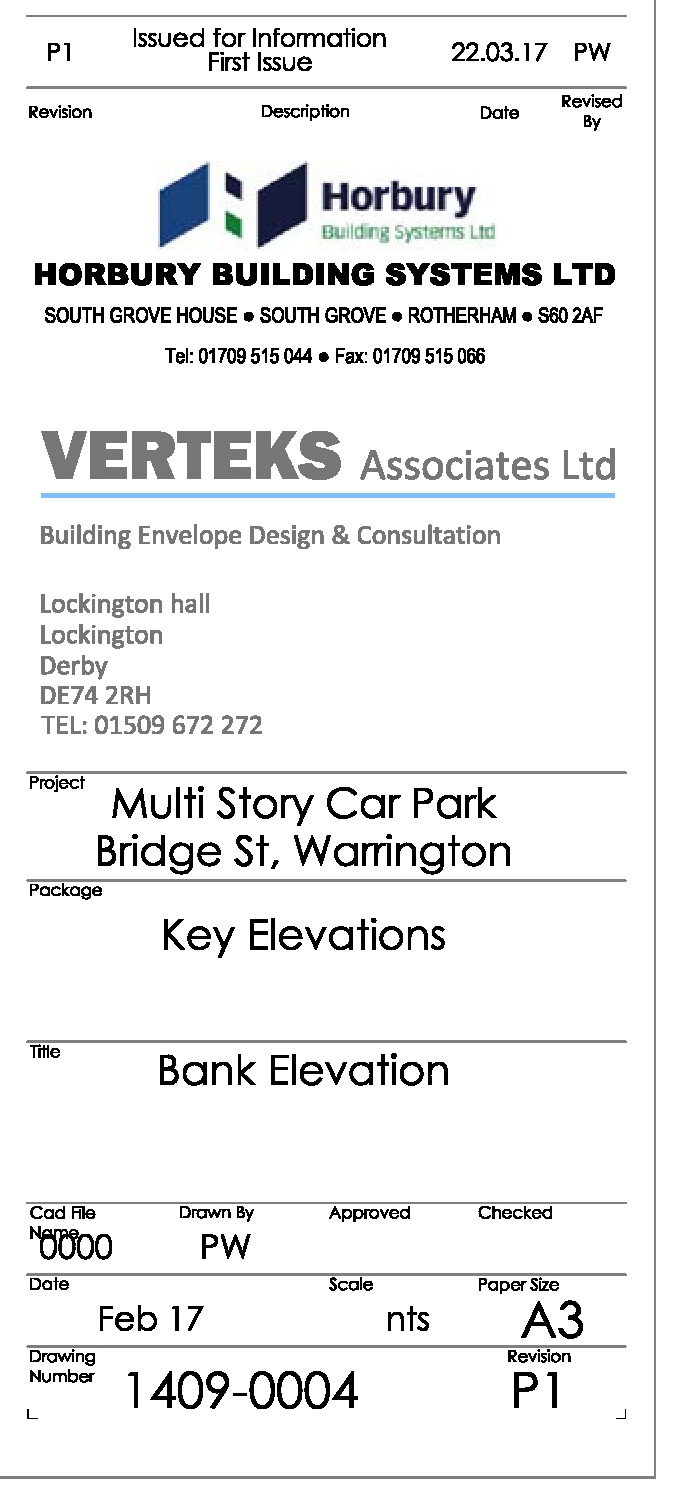 P1 Issued for Information First Issue 22.03.17 PW
Revision Description Date Revised By
Horbury
Building Systems Ltd
HORBURY BUILDING SYSTEMS LTD
SOUTH GROVE HOUSE ● SOUTH GROVE ● ROTHERHAM ● S60 2AF
Tel: 01709 515 044 ● Fax: 01709 515 066
VERTEKS Associates Ltd
Building Envelope Design & Consultation
Lockington hall
Lockington
Derby
DE74 2RH
TEL: 01509 672 272
Project
Multi Story Car Park
Bridge St, Warrington
Package
Key Elevations
Title
Bank Elevation
Cad File Name Drawn By Approved Checked
0000 PW
Date Scale Paper Size
Feb 17 nts A3
Drawing Number Revision
1409-0004 P1